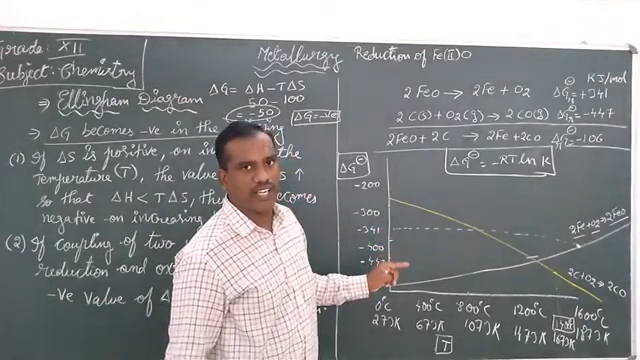 Grade: XII
Subject: Chemistry
Metallurgy
⇒ Ellingham Diagram
ΔG = ΔH – TΔS
50 – 100
= -50
ΔG = -ve
⇒ ΔG becomes -ve in the following
(1) If ΔS is positive, on in the
Temperature (T), the value S ↑
so that ΔH < TΔS, the becomes
negative on increasing
(2) If coupling of two
reduction and ox
-ve value of Δ
Reduction of Fe(II)O
KJ/mol
2 FeO → 2Fe + O2 ΔG⊖ = +341
2 C(s) + O2(g) → 2 CO(g) ΔG⊖ = -447
2FeO + 2C → 2Fe + 2CO ΔG⊖ = -106
ΔG⊖
ΔG⊖ = -RT ln K
-200
-300
-341
2Fe+O2→2FeO
2C+O2→2CO
0°C 400°C 800°C 1200°C 1600°C
273K 673K 1073K 1473K 1873K
T